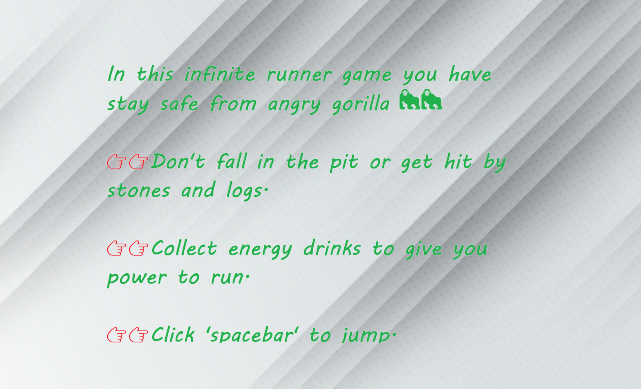 In this infinite runner game you have
stay safe from angry gorilla 🦍🦍
👉👉Don't fall in the pit or get hit by
stones and logs.
👉👉Collect energy drinks to give you
power to run.
👉👉Click 'spacebar' to jump.